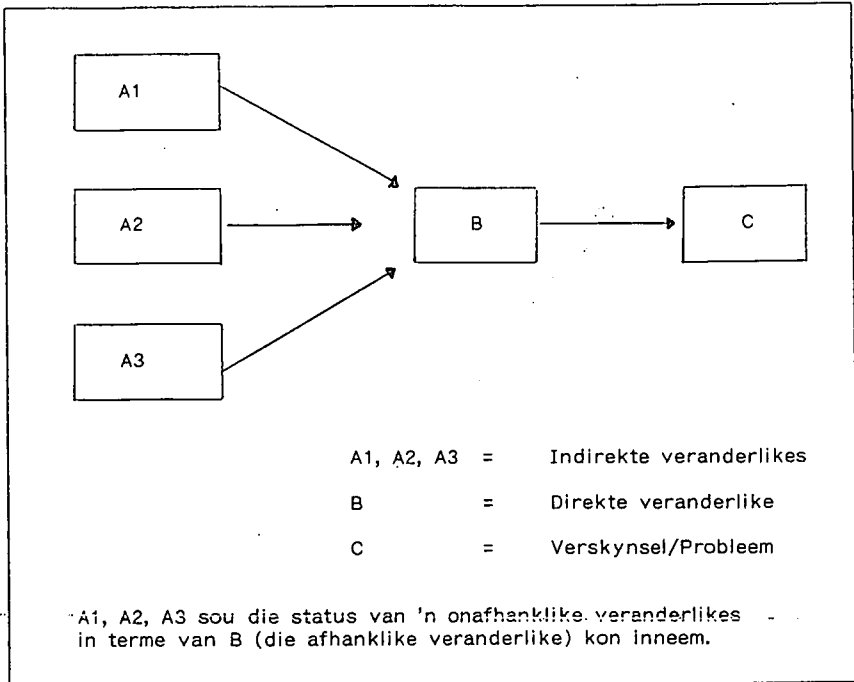 A1
A2
B
C
A3
A1, A2, A3 = Indirekte veranderlikes
B = Direkte veranderlike
C = Verskynsel/Probleem
A1, A2, A3 sou die status van 'n onafhanklike veranderlikes
in terme van B (die afhanklike veranderlike) kon inneem.